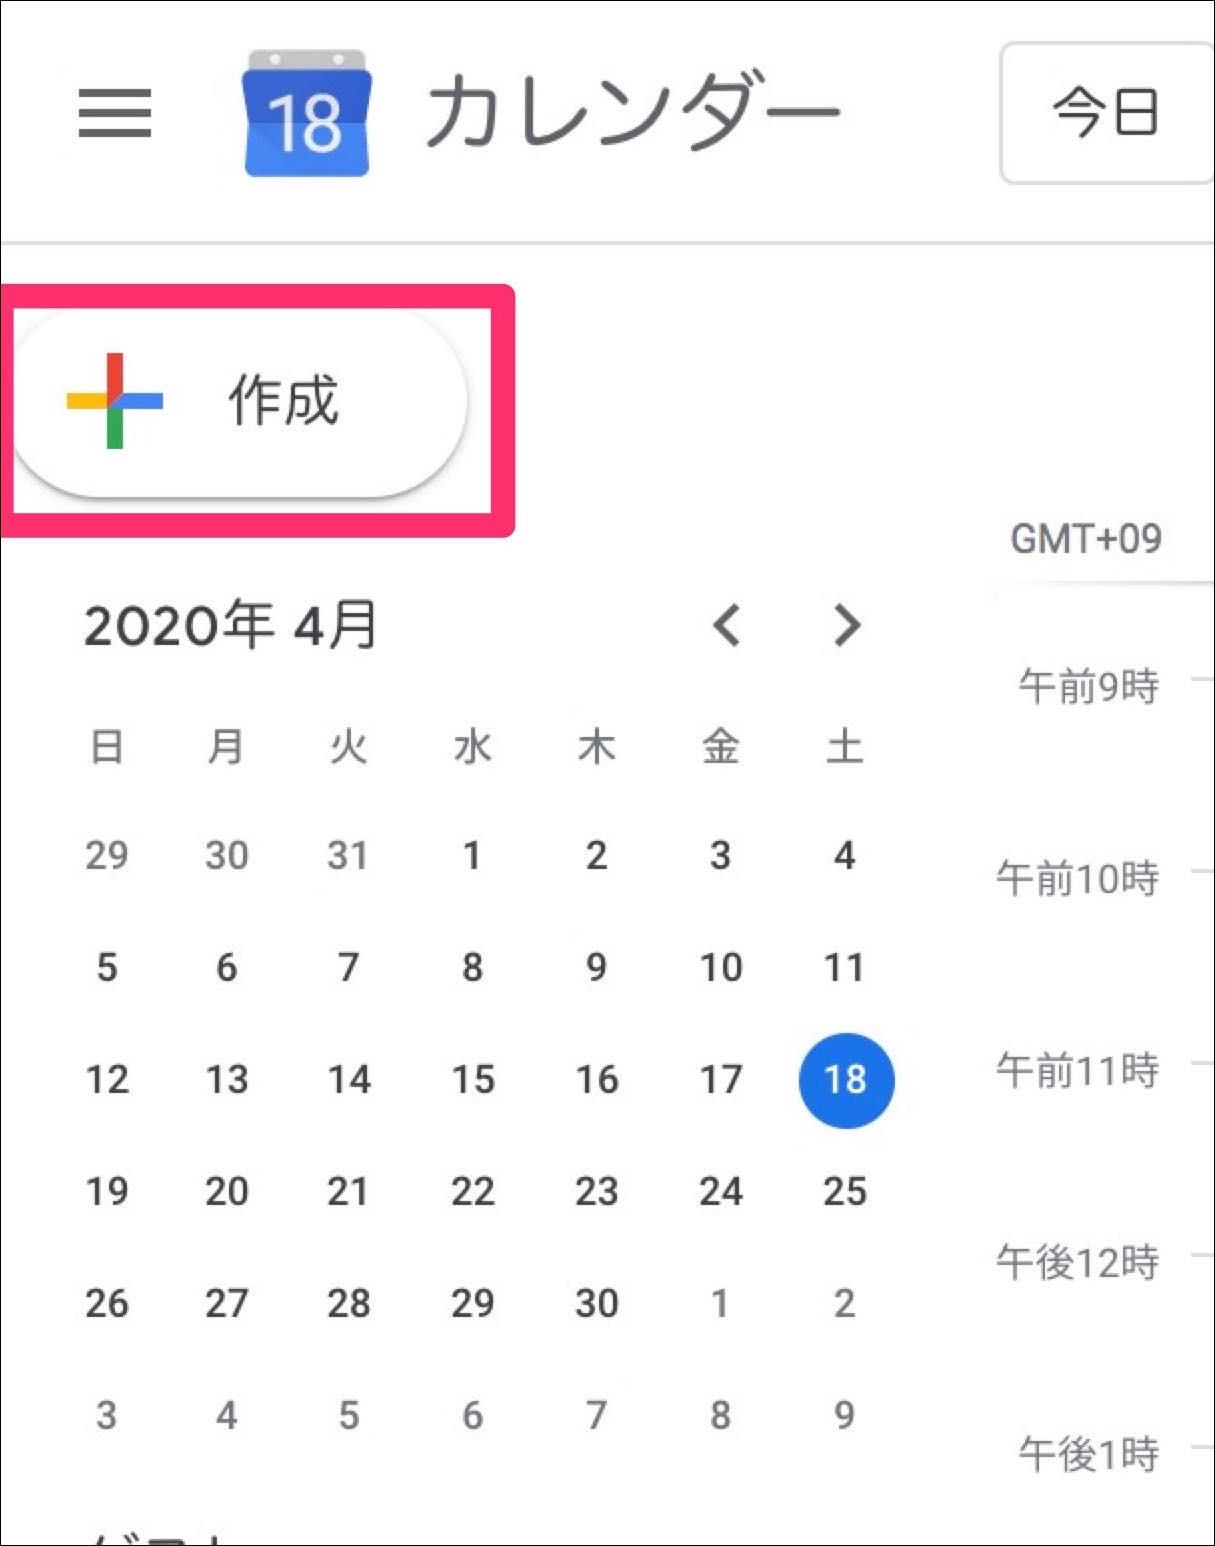 18 カレンダー 今日
作成
GMT+09
2020年 4月
日 月 火 水 木 金 土
29 30 31 1 2 3 4
5 6 7 8 9 10 11
12 13 14 15 16 17 18
19 20 21 22 23 24 25
26 27 28 29 30 1 2
3 4 5 6 7 8 9
午前9時
午前10時
午前11時
午後12時
午後1時